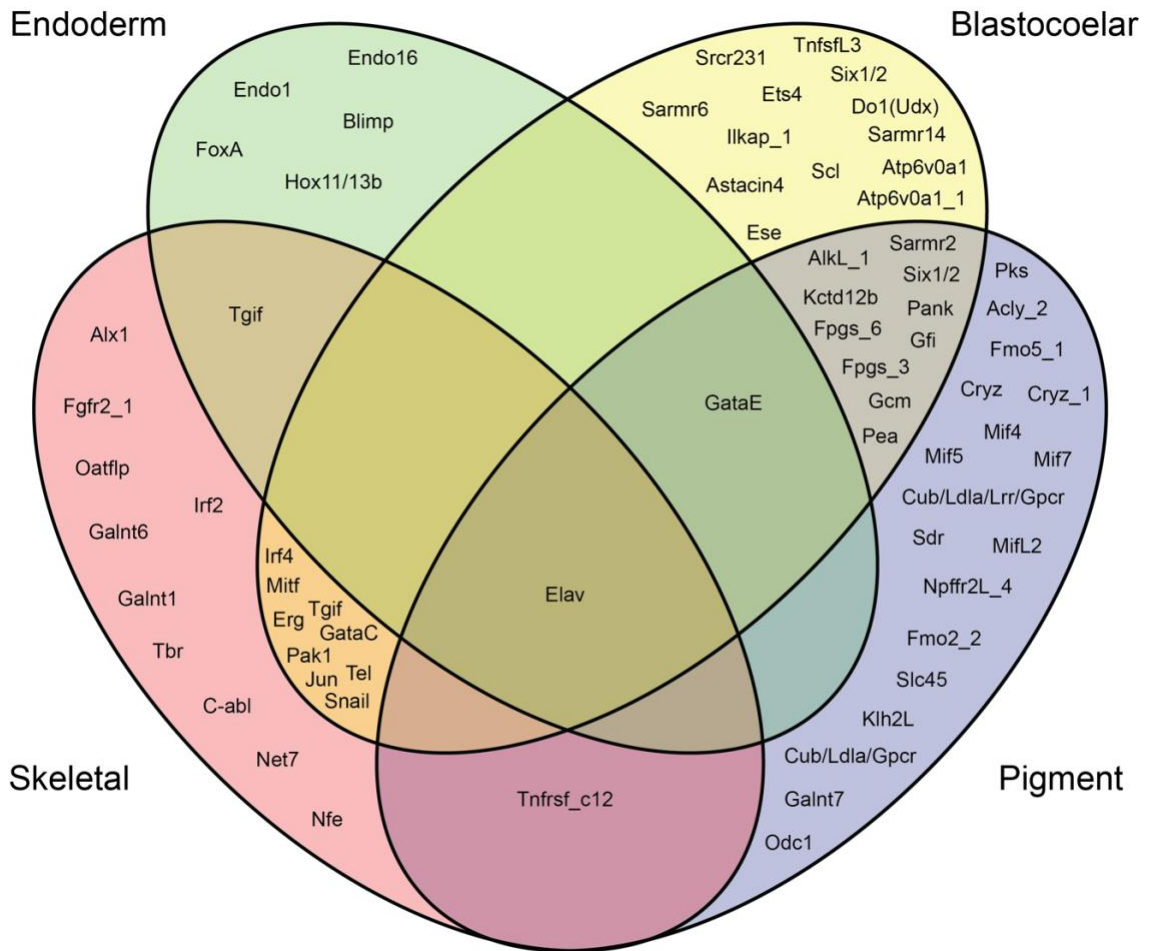 Endoderm
Blastocoelar
Skeletal
Pigment
Endo16
Endo1
Blimp
FoxA
Hox11/13b
Srcr231
TnfsfL3
Six1/2
Ets4
Sarmr6
Do1(Udx)
Ilkap_1
Sarmr14
Scl
Atp6v0a1
Astacin4
Atp6v0a1_1
Ese
Tgif
Alx1
Fgfr2_1
Oatflp
Irf2
Galnt6
Galnt1
Tbr
C-abl
Net7
Nfe
Irf4
Mitf
Tgif
Erg
GataC
Pak1
Tel
Jun
Snail
GataE
Elav
Tnfrsf_c12
Sarmr2
AlkL_1
Six1/2
Kctd12b
Pank
Fpgs_6
Gfi
Fpgs_3
Gcm
Pea
Pks
Acly_2
Fmo5_1
Cryz
Cryz_1
Mif4
Mif5
Mif7
Cub/Ldla/Lrr/Gpcr
Sdr
MifL2
Npffr2L_4
Fmo2_2
Slc45
Klh2L
Cub/Ldla/Gpcr
Galnt7
Odc1